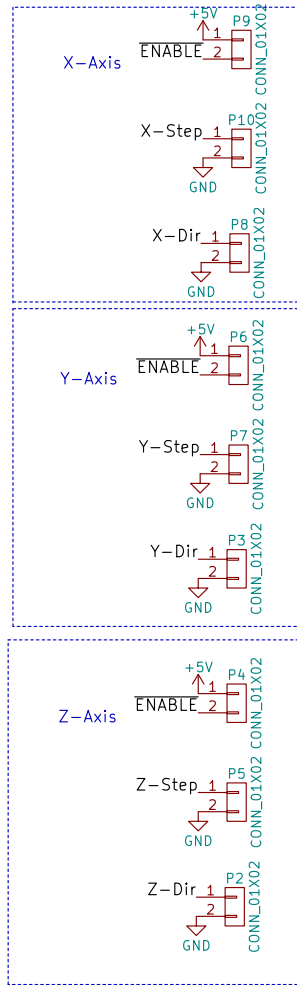 +5V
P9
1
ENABLE
2
CONN_01X02
X-Axis
P10
X-Step
1
2
GND
CONN_01X02
P8
X-Dir
1
2
GND
CONN_01X02
+5V
P6
1
ENABLE
2
CONN_01X02
Y-Axis
P7
Y-Step
1
2
GND
CONN_01X02
P3
Y-Dir
1
2
GND
CONN_01X02
+5V
P4
1
ENABLE
2
CONN_01X02
Z-Axis
P5
Z-Step
1
2
GND
CONN_01X02
P2
Z-Dir
1
2
GND
CONN_01X02